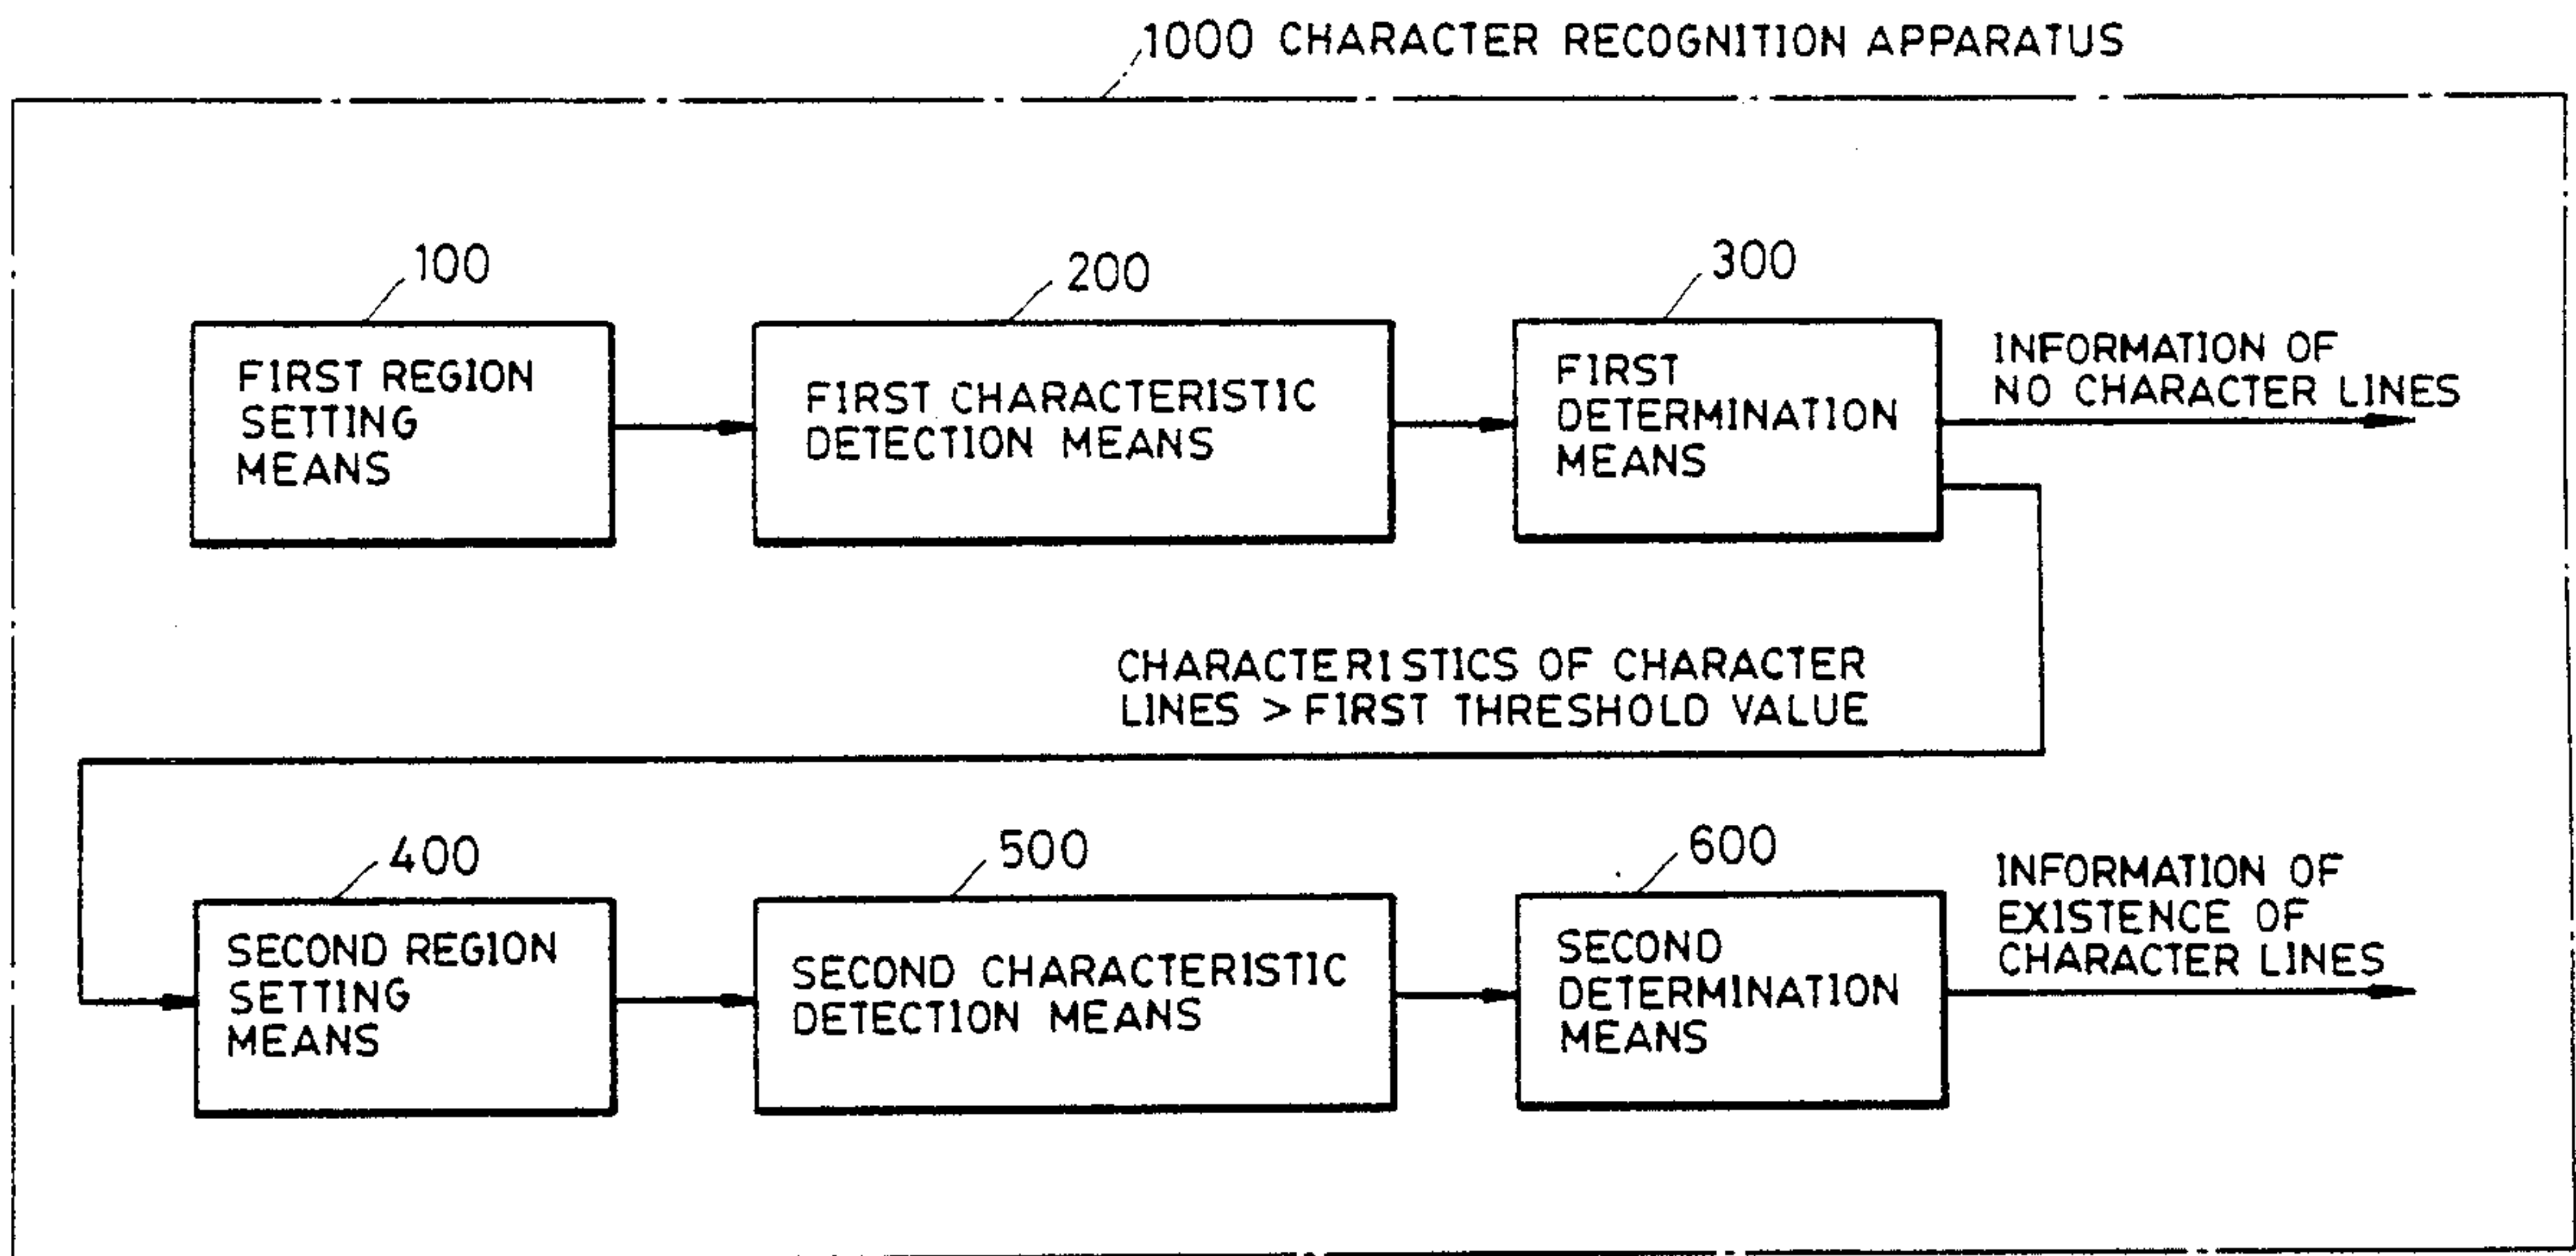 1000 CHARACTER RECOGNITION APPARATUS
100
FIRST REGION
SETTING
MEANS
200
FIRST CHARACTERISTIC
DETECTION MEANS
300
FIRST
DETERMINATION
MEANS
INFORMATION OF
NO CHARACTER LINES
CHARACTERISTICS OF CHARACTER
LINES > FIRST THRESHOLD VALUE
400
SECOND REGION
SETTING
MEANS
500
SECOND CHARACTERISTIC
DETECTION MEANS
600
SECOND
DETERMINATION
MEANS
INFORMATION OF
EXISTENCE OF
CHARACTER LINES